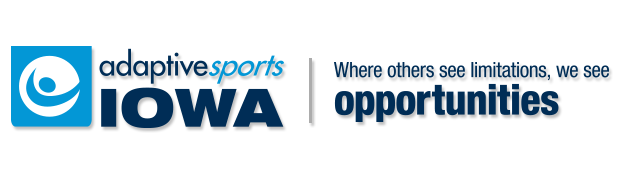 adaptivesports
IOWA
Where others see limitations, we see
opportunities